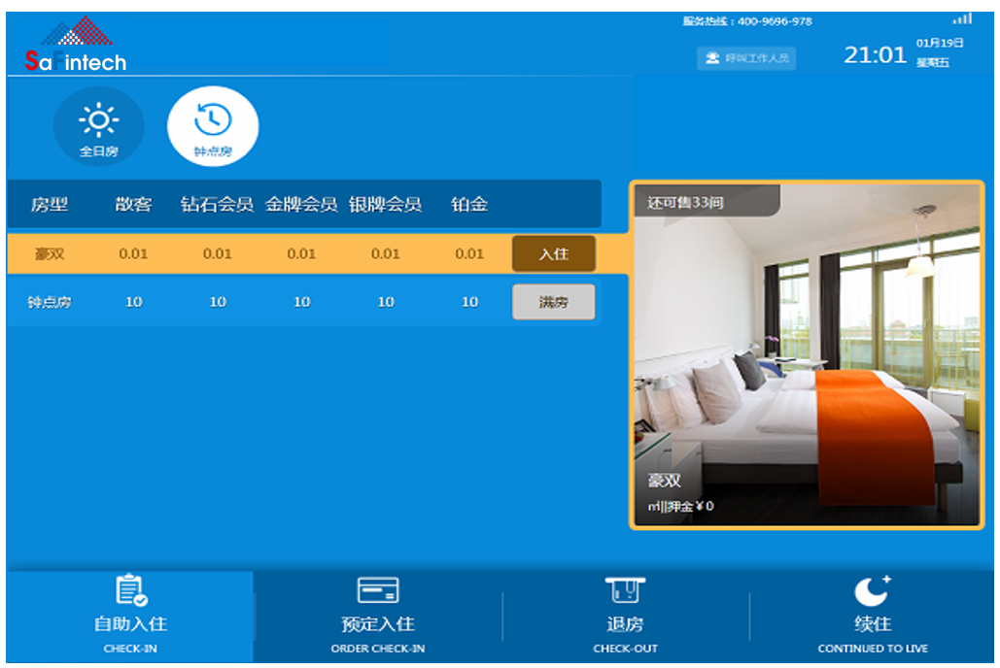 SaFintech
服务热线：400-9696-978
呼叫工作人员
21:01
01月19日
星期五
全日房
钟点房
房型 散客 钻石会员 金牌会员 银牌会员 铂金
豪双 0.01 0.01 0.01 0.01 0.01 入住
钟点房 10 10 10 10 10 满房
还可售33间
豪双
㎡||押金￥0
自助入住
CHECK-IN
预定入住
ORDER CHECK-IN
退房
CHECK-OUT
续住
CONTINUED TO LIVE